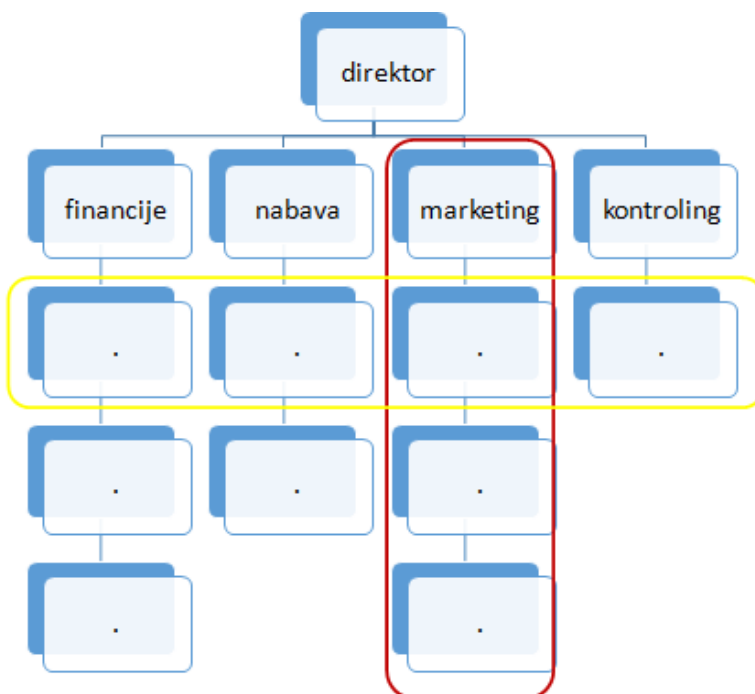 direktor
financije
nabava
marketing
kontroling
.
.
.
.
.
.
.
.
.